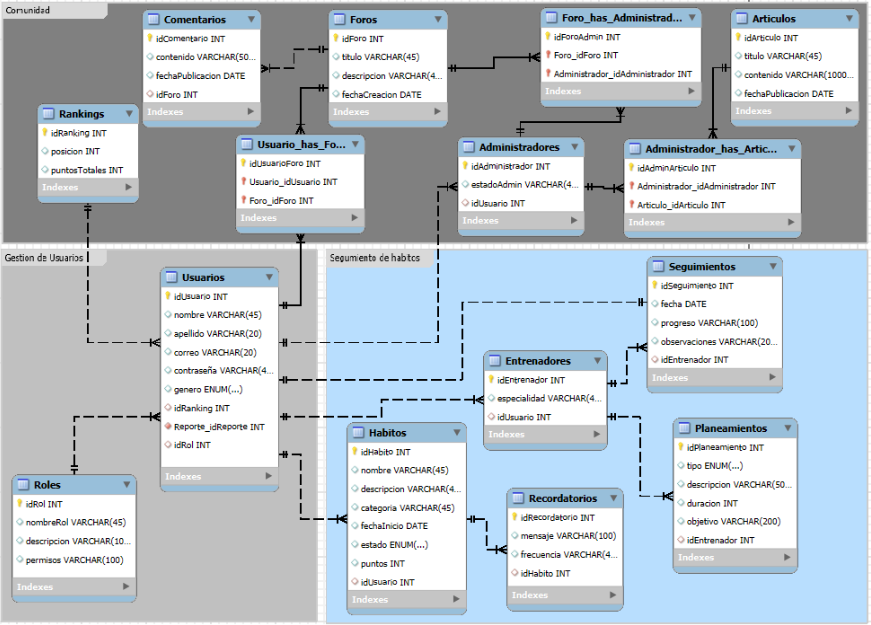 Comunidad
Comentarios
idComentario INT
contenido VARCHAR(50...
fechaPublicacion DATE
idForo INT
Indexes
Foros
idForo INT
titulo VARCHAR(45)
descripcion VARCHAR(4...
fechaCreacion DATE
Indexes
Foro_has_Administrad...
idForoAdmin INT
Foro_idForo INT
Administrador_idAdministrador INT
Indexes
Articulos
idArticulo INT
titulo VARCHAR(45)
contenido VARCHAR(1000...
fechaPublicacion DATE
Indexes
Rankings
idRanking INT
posicion INT
puntosTotales INT
Indexes
Usuario_has_Fo...
idUsuarioForo INT
Usuario_idUsuario INT
Foro_idForo INT
Indexes
Administradores
idAdministrador INT
estadoAdmin VARCHAR(4...
idUsuario INT
Indexes
Administrador_has_Artic...
idAdminArticulo INT
Administrador_idAdministrador INT
Articulo_idArticulo INT
Indexes
Gestion de Usuarios
Usuarios
idUsuario INT
nombre VARCHAR(45)
apellido VARCHAR(20)
correo VARCHAR(20)
contraseña VARCHAR(4...
genero ENUM(...)
idRanking INT
Reporte_idReporte INT
idRol INT
Indexes
Roles
idRol INT
nombreRol VARCHAR(45)
descripcion VARCHAR(10...
permisos VARCHAR(100)
Indexes
Seguimiento de habitos
Seguimientos
idSeguimiento INT
fecha DATE
progreso VARCHAR(100)
observaciones VARCHAR(20...
idEntrenador INT
Indexes
Entrenadores
idEntrenador INT
especialidad VARCHAR(4...
idUsuario INT
Indexes
Habitos
idHabito INT
nombre VARCHAR(45)
descripcion VARCHAR(4...
categoria VARCHAR(45)
fechaInicio DATE
estado ENUM(...)
puntos INT
idUsuario INT
Indexes
Recordatorios
idRecordatorio INT
mensaje VARCHAR(100)
frecuencia VARCHAR(4...
idHabito INT
Indexes
Planeamientos
idPlaneamiento INT
tipo ENUM(...)
descripcion VARCHAR(50...
duracion INT
objetivo VARCHAR(200)
idEntrenador INT
Indexes